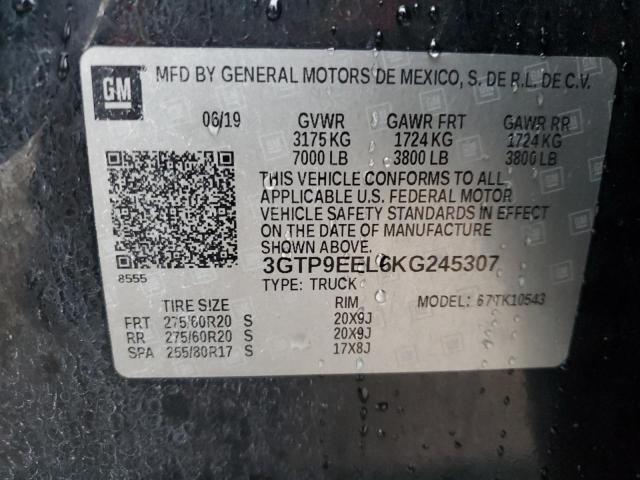 GM MFD BY GENERAL MOTORS DE MEXICO, S. DE R.L. DE C.V.
06/19 GVWR GAWR FRT GAWR RR
3175 KG 1724 KG 1724 KG
7000 LB 3800 LB 3800 LB
THIS VEHICLE CONFORMS TO ALL
APPLICABLE U.S. FEDERAL MOTOR
VEHICLE SAFETY STANDARDS IN EFFECT
ON THE DATE OF MANUFACTURE
SHOWN ABOVE.
3GTP9EEL6KG245307
8555
TYPE: TRUCK
TIRE SIZE RIM MODEL: 67TK10543
FRT 275/60R20 S 20X9J
RR 275/60R20 S 20X9J
SPA 255/80R17 S 17X8J